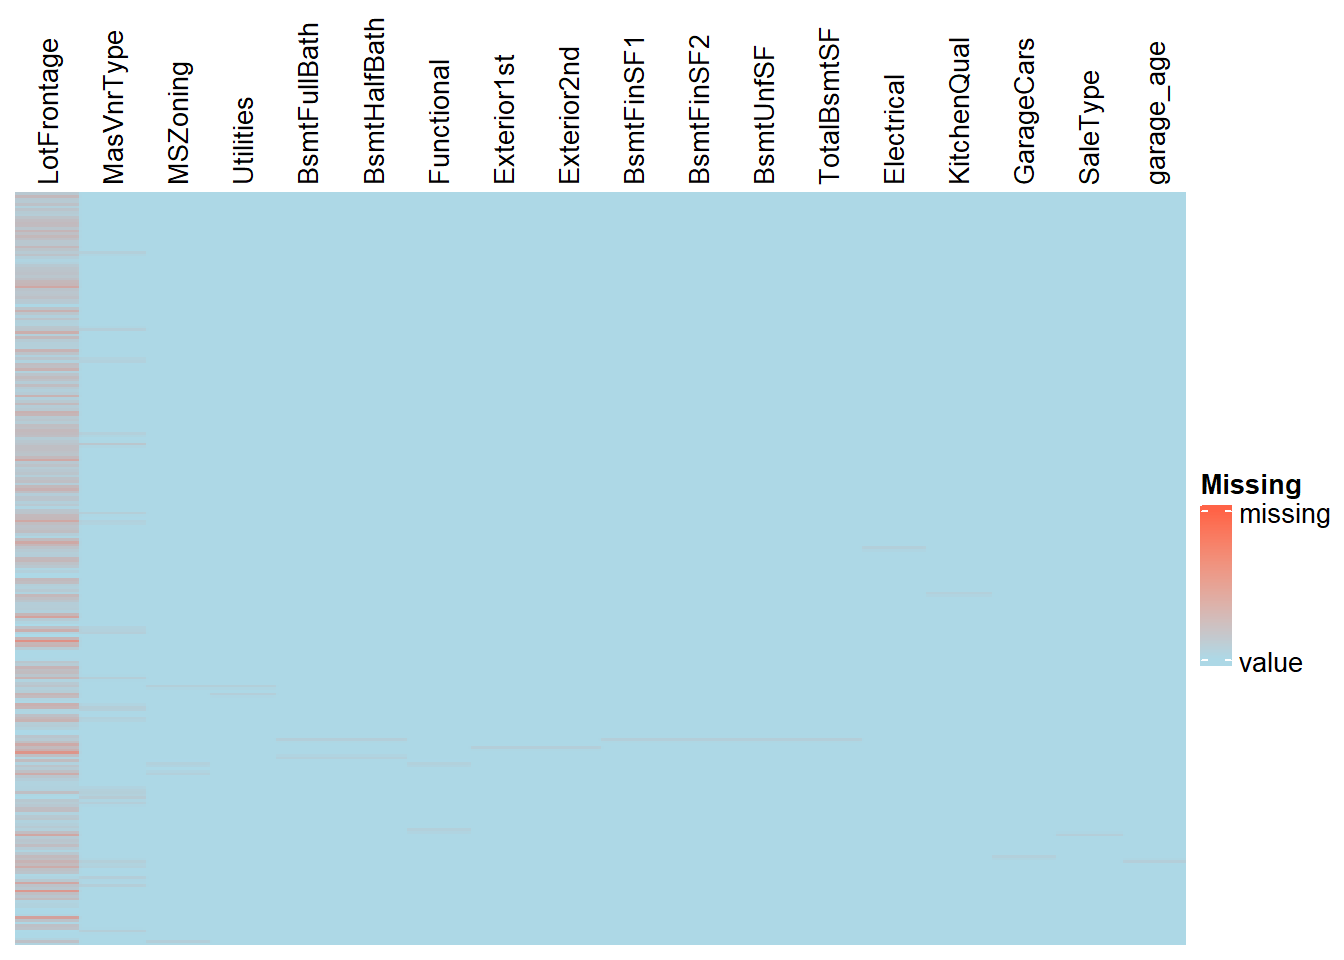 LotFrontage
MasVnrType
MSZoning
Utilities
BsmtFullBath
BsmtHalfBath
Functional
Exterior1st
Exterior2nd
BsmtFinSF1
BsmtFinSF2
BsmtUnfSF
TotalBsmtSF
Electrical
KitchenQual
GarageCars
SaleType
garage_age
Missing
missing
value